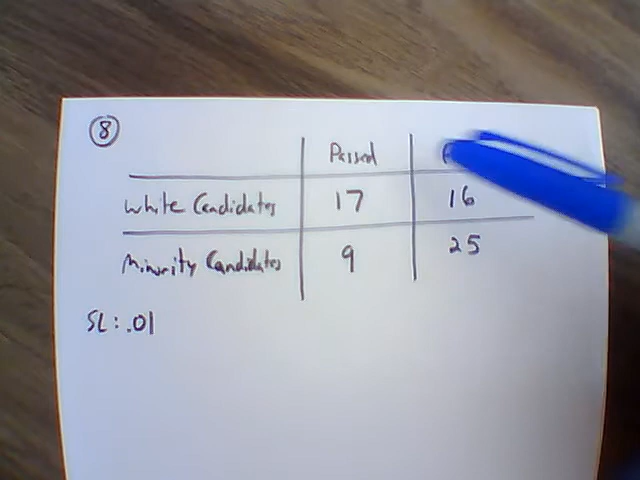 8
Passed
White Candidates 17 16
Minority Candidates 9 25
SL: .01